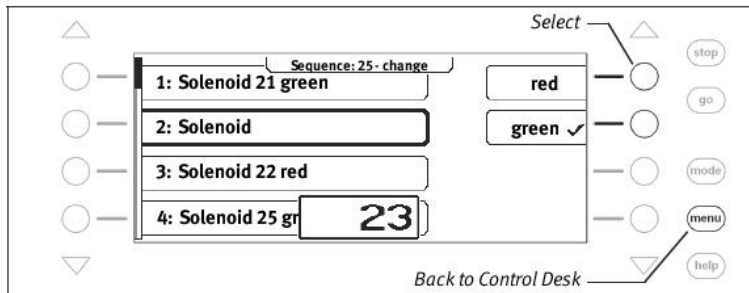 Select
stop
Sequence: 25 - change
1: Solenoid 21 green
red
go
2: Solenoid
green ✓
3: Solenoid 22 red
mode
4: Solenoid 25 gr
23
menu
help
Back to Control Desk